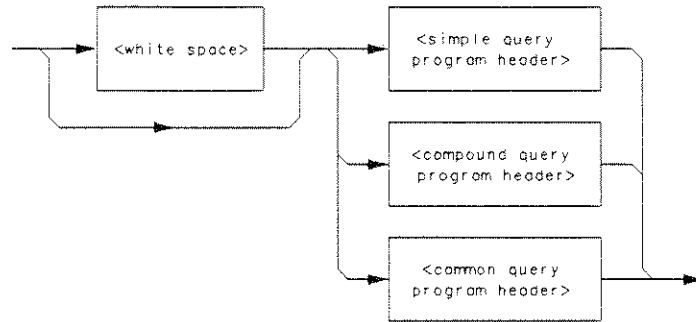 <white space>
<simple query
program header>
<compound query
program header>
<common query
program header>